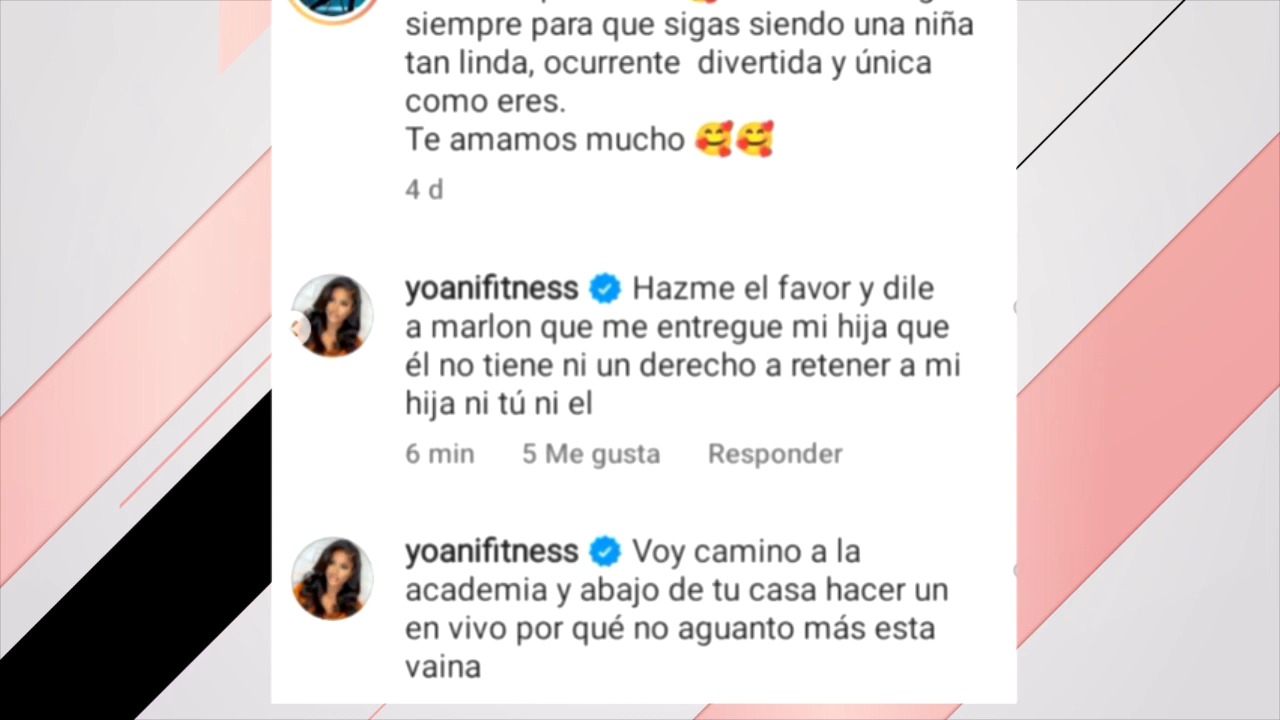 siempre para que sigas siendo una niña
tan linda, ocurrente divertida y única
como eres.
Te amamos mucho 🥰🥰
4 d
yoanifitness Hazme el favor y dile
a marlon que me entregue mi hija que
él no tiene ni un derecho a retener a mi
hija ni tú ni el
6 min 5 Me gusta Responder
yoanifitness Voy camino a la
academia y abajo de tu casa hacer un
en vivo por qué no aguanto más esta
vaina